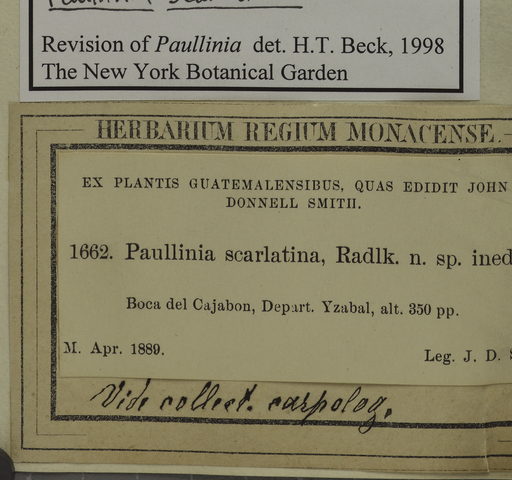 Revision of Paullinia det. H.T. Beck, 1998
The New York Botanical Garden
HERBARIUM REGIUM MONACENSE.
EX PLANTIS GUATEMALENSIBUS, QUAS EDIDIT JOHN
DONNELL SMITH.
1662. Paullinia scarlatina, Radlk. n. sp. ined
Boca del Cajabon, Depart. Yzabal, alt. 350 pp.
M. Apr. 1889.
Leg. J. D. S
Vide collect. carpolog.